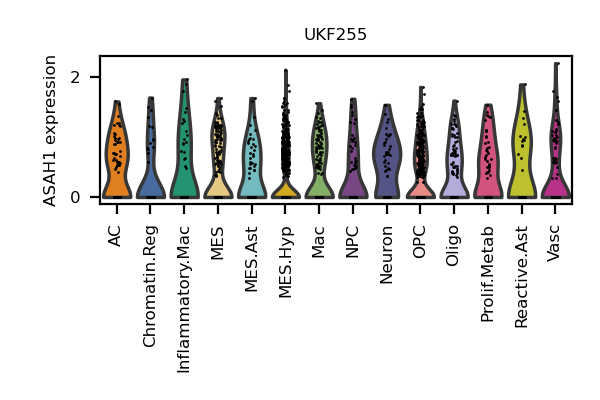 UKF255
ASAH1 expression
2
0
AC
Chromatin.Reg
Inflammatory.Mac
MES
MES.Ast
MES.Hyp
Mac
NPC
Neuron
OPC
Oligo
Prolif.Metab
Reactive.Ast
Vasc